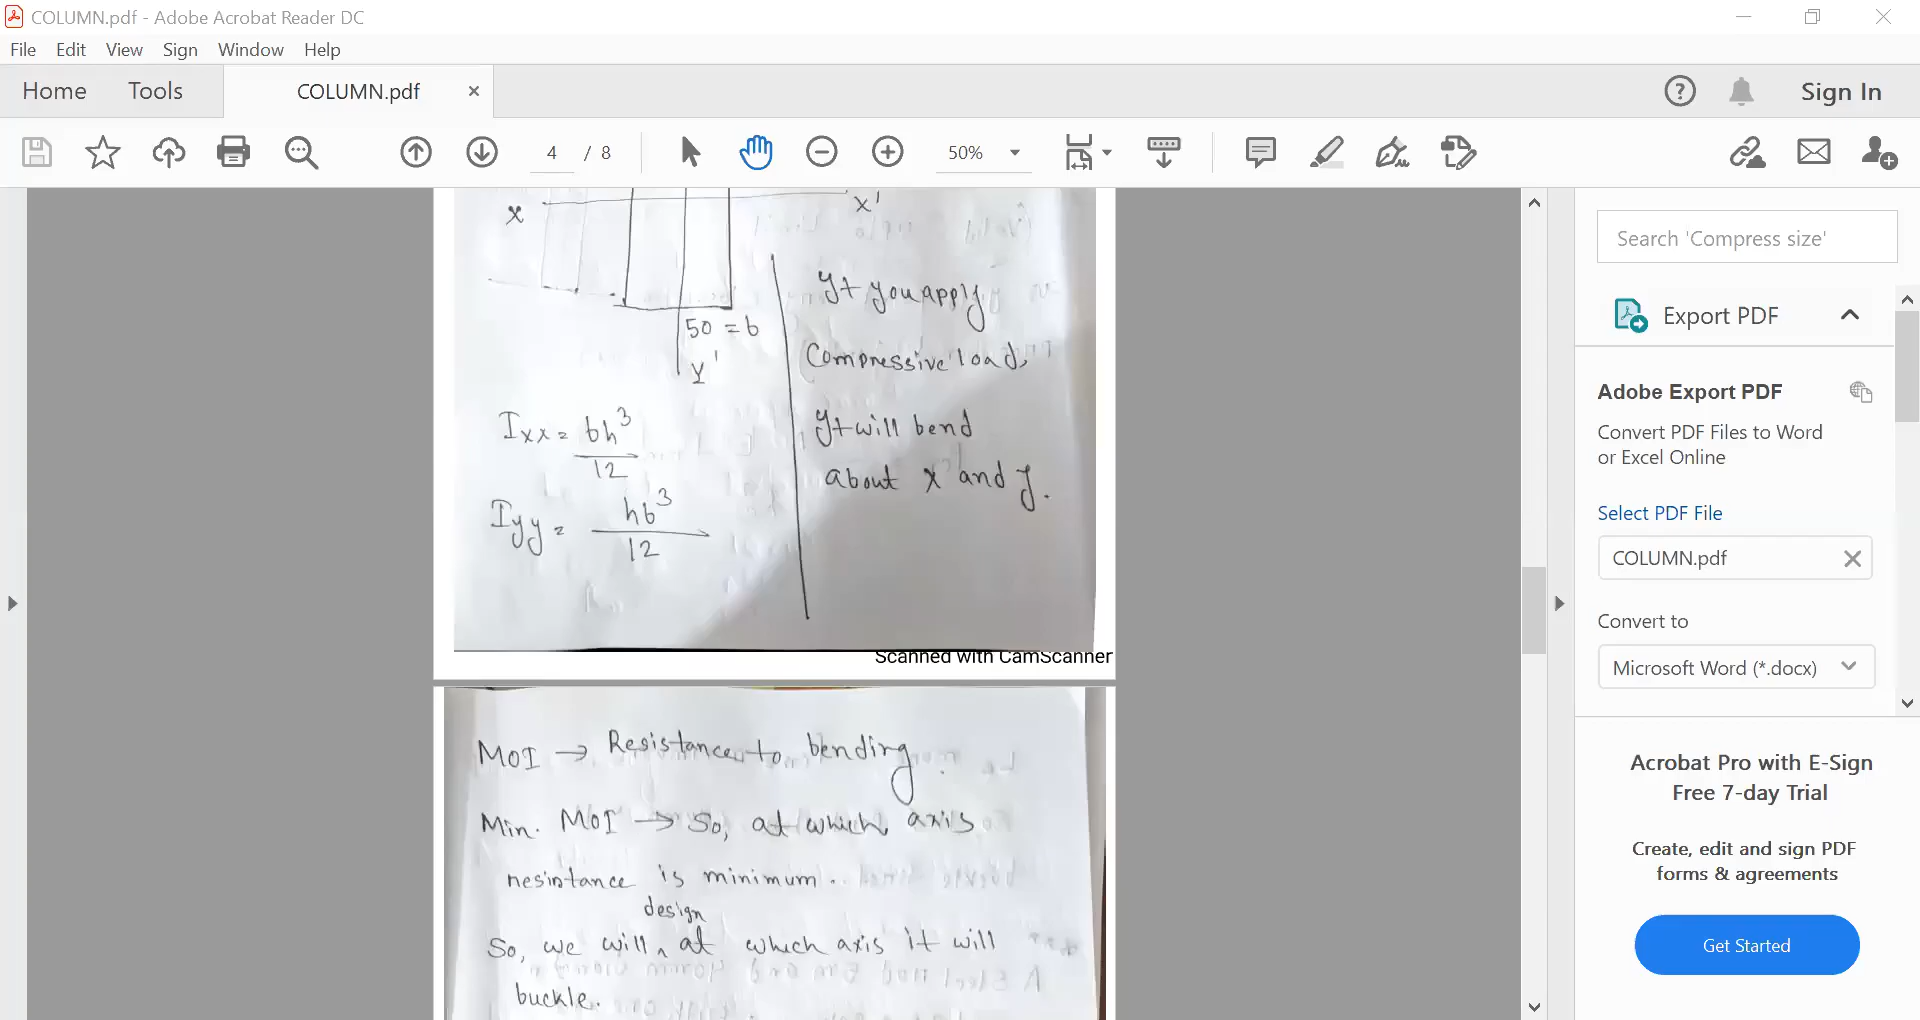 COLUMN.pdf - Adobe Acrobat Reader DC
File Edit View Sign Window Help
Home Tools COLUMN.pdf × ? Sign In
4 / 8 50%
X X'
50 = b
Y'
Ixx = bh³
12
Iyy = hb³
12
It you apply
Compressive load,
It will bend
about X and Y.
Scanned with CamScanner
MOI → Resistance to bending
Min. MOI → So, at which axis
resistance is minimum.
design
So, we will ^ at which axis it will
buckle.
Search 'Compress size'
Export PDF
Adobe Export PDF
Convert PDF Files to Word
or Excel Online
Select PDF File
COLUMN.pdf
Convert to
Microsoft Word (*.docx)
Acrobat Pro with E-Sign
Free 7-day Trial
Create, edit and sign PDF
forms & agreements
Get Started